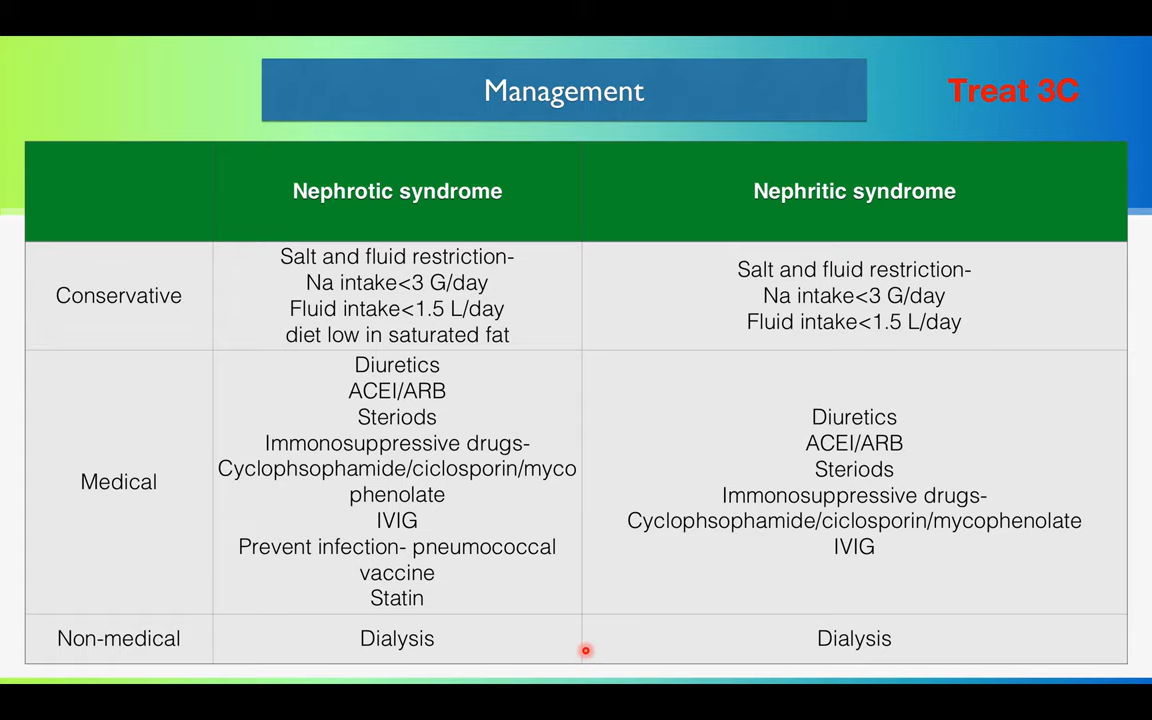 Management
Treat 3C
Nephrotic syndrome
Nephritic syndrome
Conservative
Salt and fluid restriction-
Na intake<3 G/day
Fluid intake<1.5 L/day
diet low in saturated fat
Salt and fluid restriction-
Na intake<3 G/day
Fluid intake<1.5 L/day
Medical
Diuretics
ACEI/ARB
Steriods
Immonosuppressive drugs-
Cyclophsophamide/ciclosporin/myco
phenolate
IVIG
Prevent infection- pneumococcal
vaccine
Statin
Diuretics
ACEI/ARB
Steriods
Immonosuppressive drugs-
Cyclophsophamide/ciclosporin/mycophenolate
IVIG
Non-medical
Dialysis
Dialysis